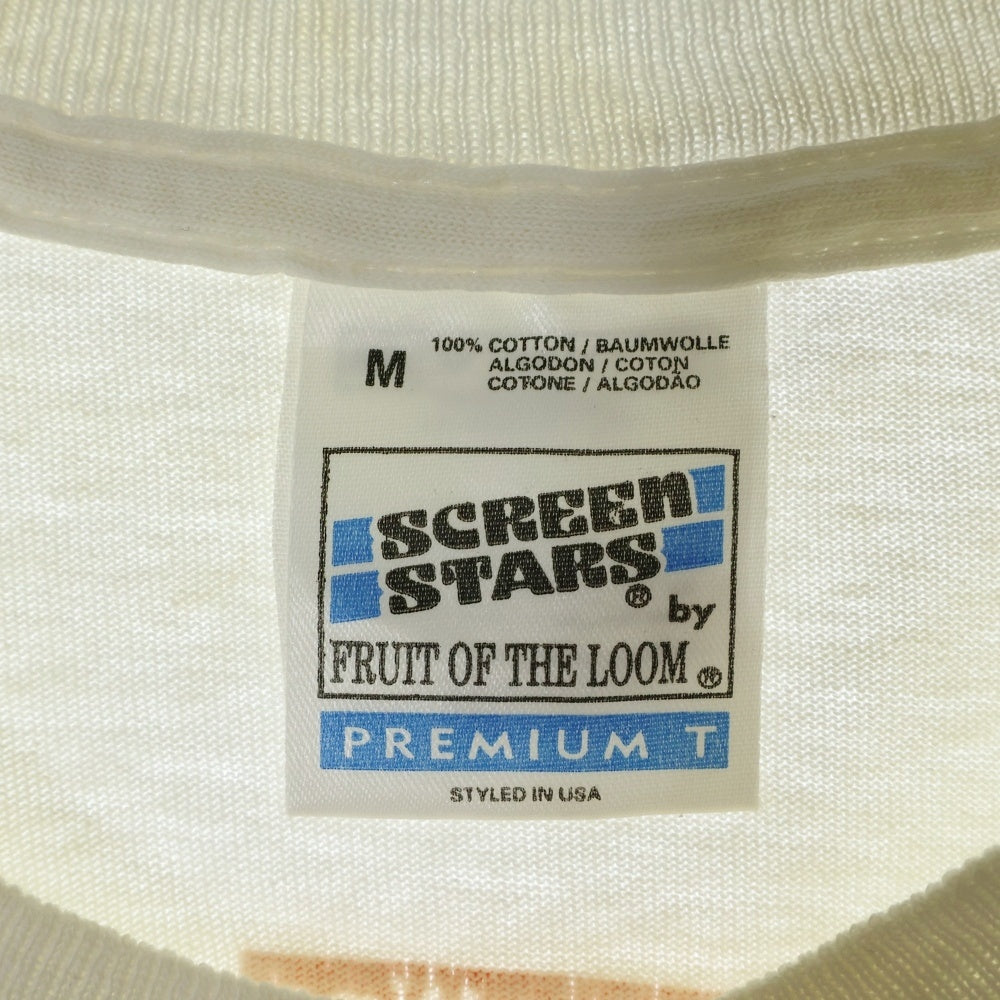 M
100% COTTON / BAUMWOLLE
ALGODON / COTON
COTONE / ALGODÃO
SCREEN
STARS ®
by
FRUIT OF THE LOOM ®
PREMIUM T
STYLED IN USA